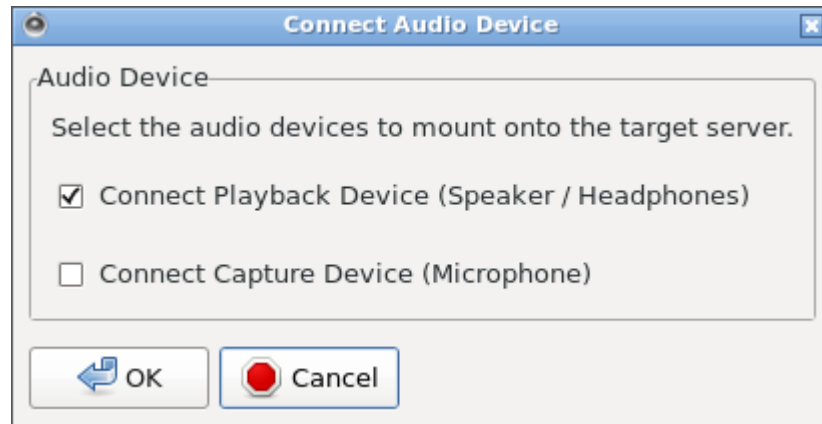 Connect Audio Device
Audio Device
Select the audio devices to mount onto the target server.
Connect Playback Device (Speaker / Headphones)
Connect Capture Device (Microphone)
OK
Cancel